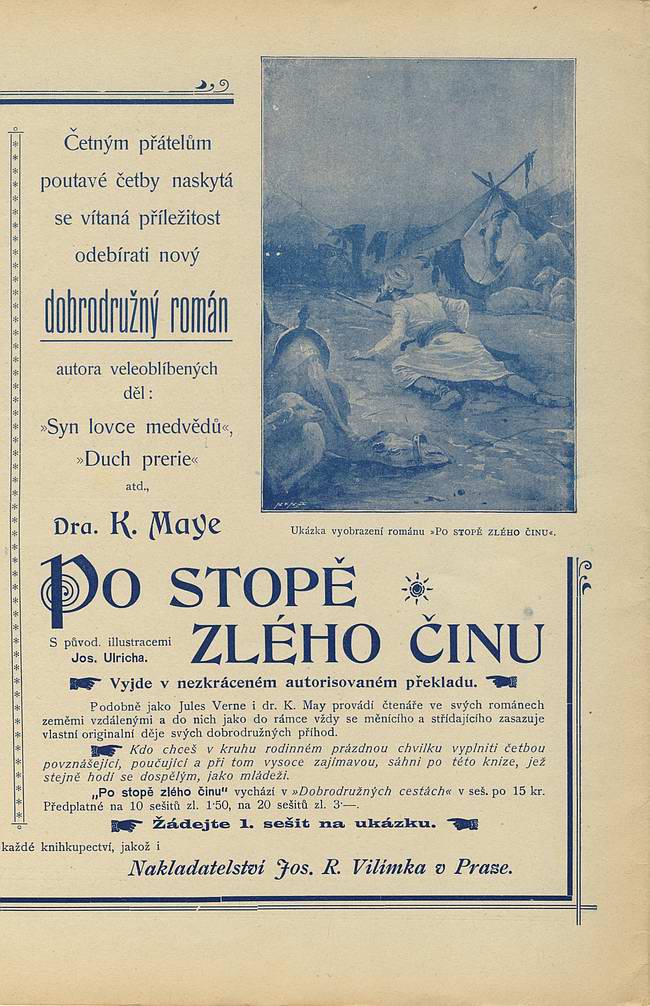 Četným přátelům
poutavé četby naskytá
se vítaná příležitost
odebírati nový
dobrodružný román
autora veleoblíbených
děl:
»Syn lovce medvědů«,
»Duch prerie«
atd.,
Dra. K. Maye
Ukázka vyobrazení románu »Po stopě zlého činu«.
Po stopě
zlého činu
S původ. illustracemi
Jos. Ulricha.
Vyjde v nezkráceném autorisovaném překladu.
Podobně jako Jules Verne i dr. K. May provádí čtenáře ve svých románech
zeměmi vzdálenými a do nich jako do rámce vždy se měnícího a střídajícího zasazuje
vlastní originalní děje svých dobrodružných příhod.
Kdo chceš v kruhu rodinném prázdnou chvilku vyplniti četbou
povznášející, poučující a při tom vysoce zajímavou, sáhni po této knize, jež
stejně hodí se dospělým, jako mládeži.
„Po stopě zlého činu" vychází v »Dobrodružných cestách« v seš. po 15 kr.
Předplatné na 10 sešitů zl. 1·50, na 20 sešitů zl. 3·—.
Žádejte 1. sešit na ukázku.
každé knihkupectví, jakož i
Nakladatelství Jos. R. Vilímka v Praze.